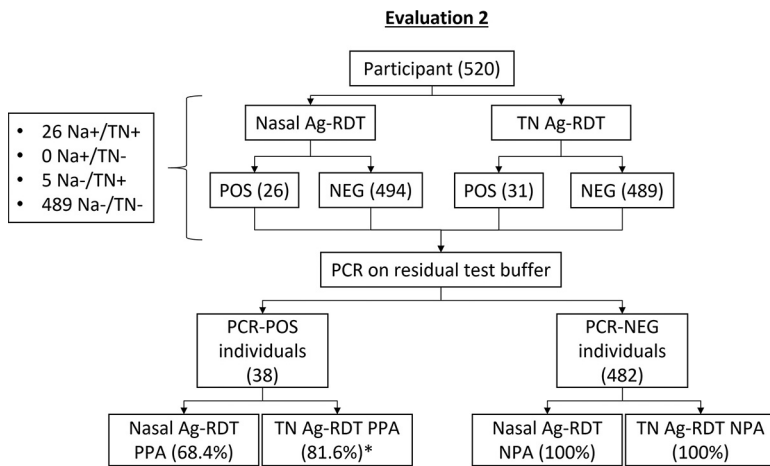 Evaluation 2
Participant (520)
• 26 Na+/TN+
• 0 Na+/TN-
• 5 Na-/TN+
• 489 Na-/TN-
Nasal Ag-RDT
TN Ag-RDT
POS (26)
NEG (494)
POS (31)
NEG (489)
PCR on residual test buffer
PCR-POS
individuals
(38)
PCR-NEG
individuals
(482)
Nasal Ag-RDT
PPA (68.4%)
TN Ag-RDT PPA
(81.6%)*
Nasal Ag-RDT
NPA (100%)
TN Ag-RDT NPA
(100%)